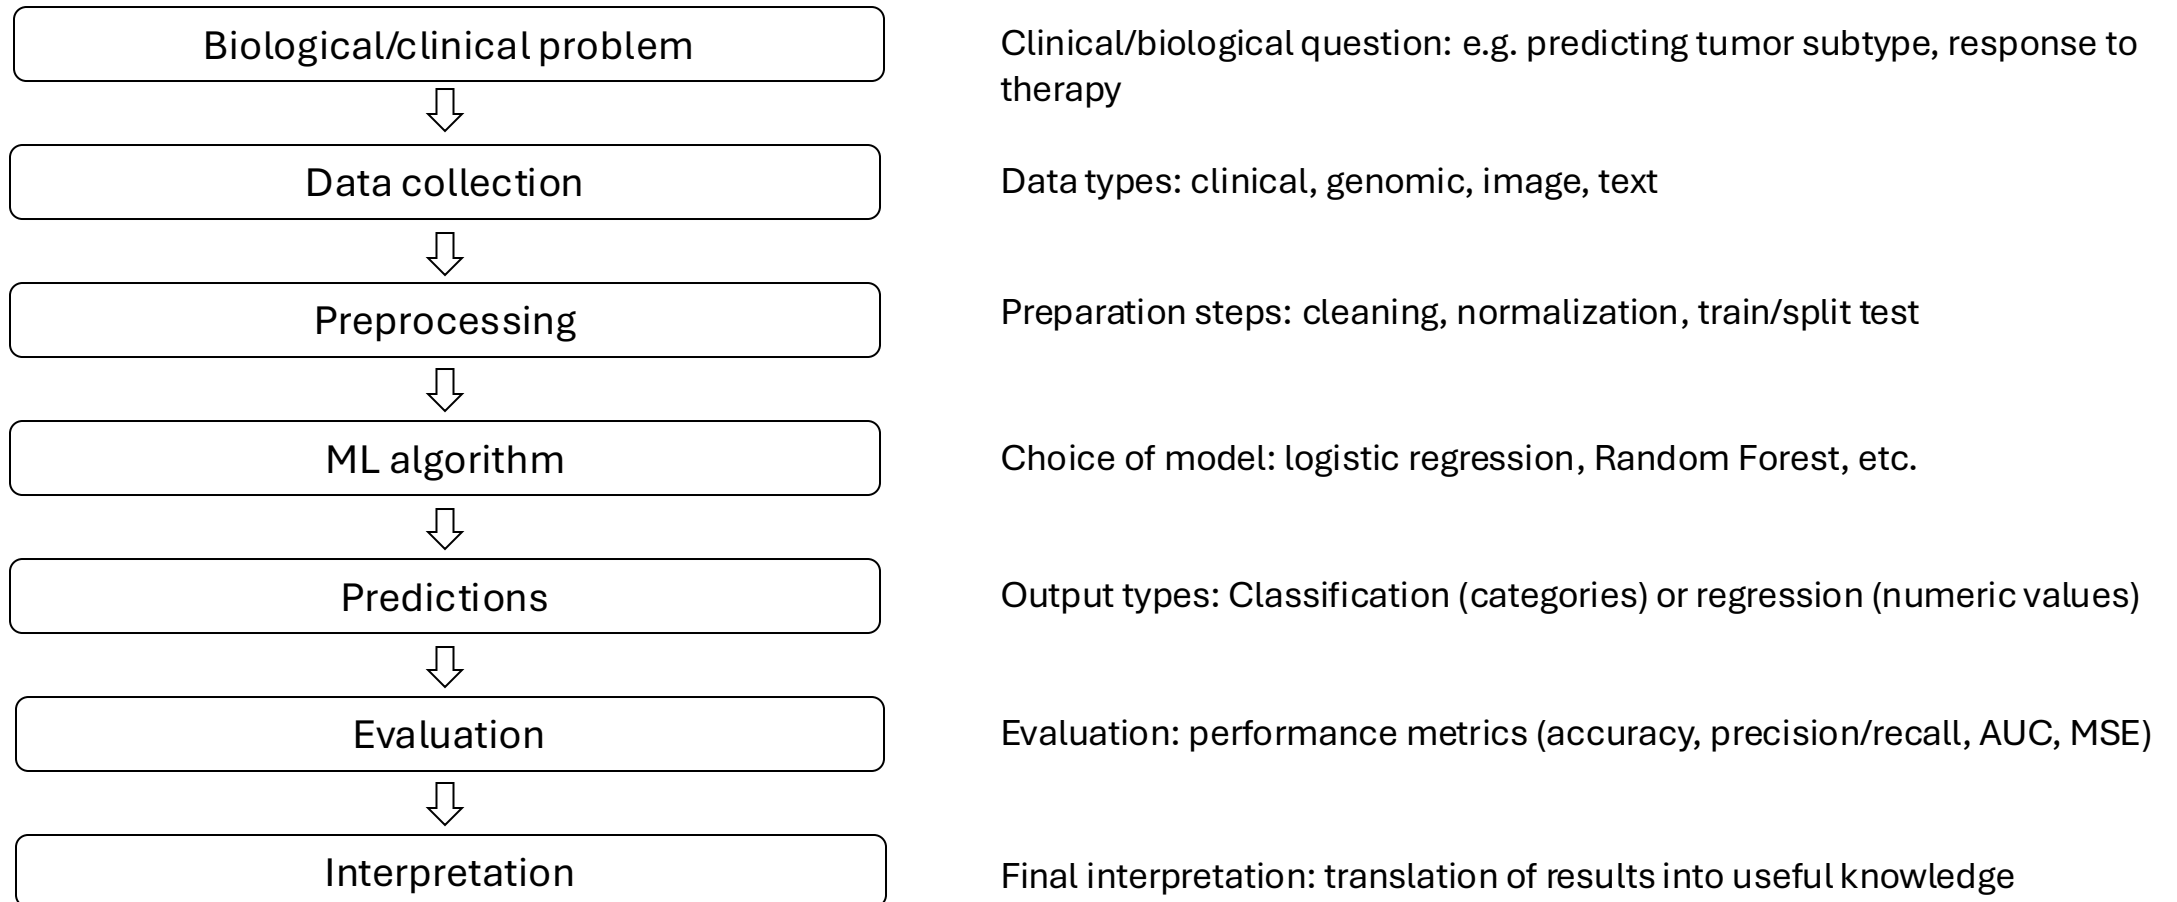 Biological/clinical problem
Clinical/biological question: e.g. predicting tumor subtype, response to
therapy
Data collection
Data types: clinical, genomic, image, text
Preprocessing
Preparation steps: cleaning, normalization, train/split test
ML algorithm
Choice of model: logistic regression, Random Forest, etc.
Predictions
Output types: Classification (categories) or regression (numeric values)
Evaluation
Evaluation: performance metrics (accuracy, precision/recall, AUC, MSE)
Interpretation
Final interpretation: translation of results into useful knowledge